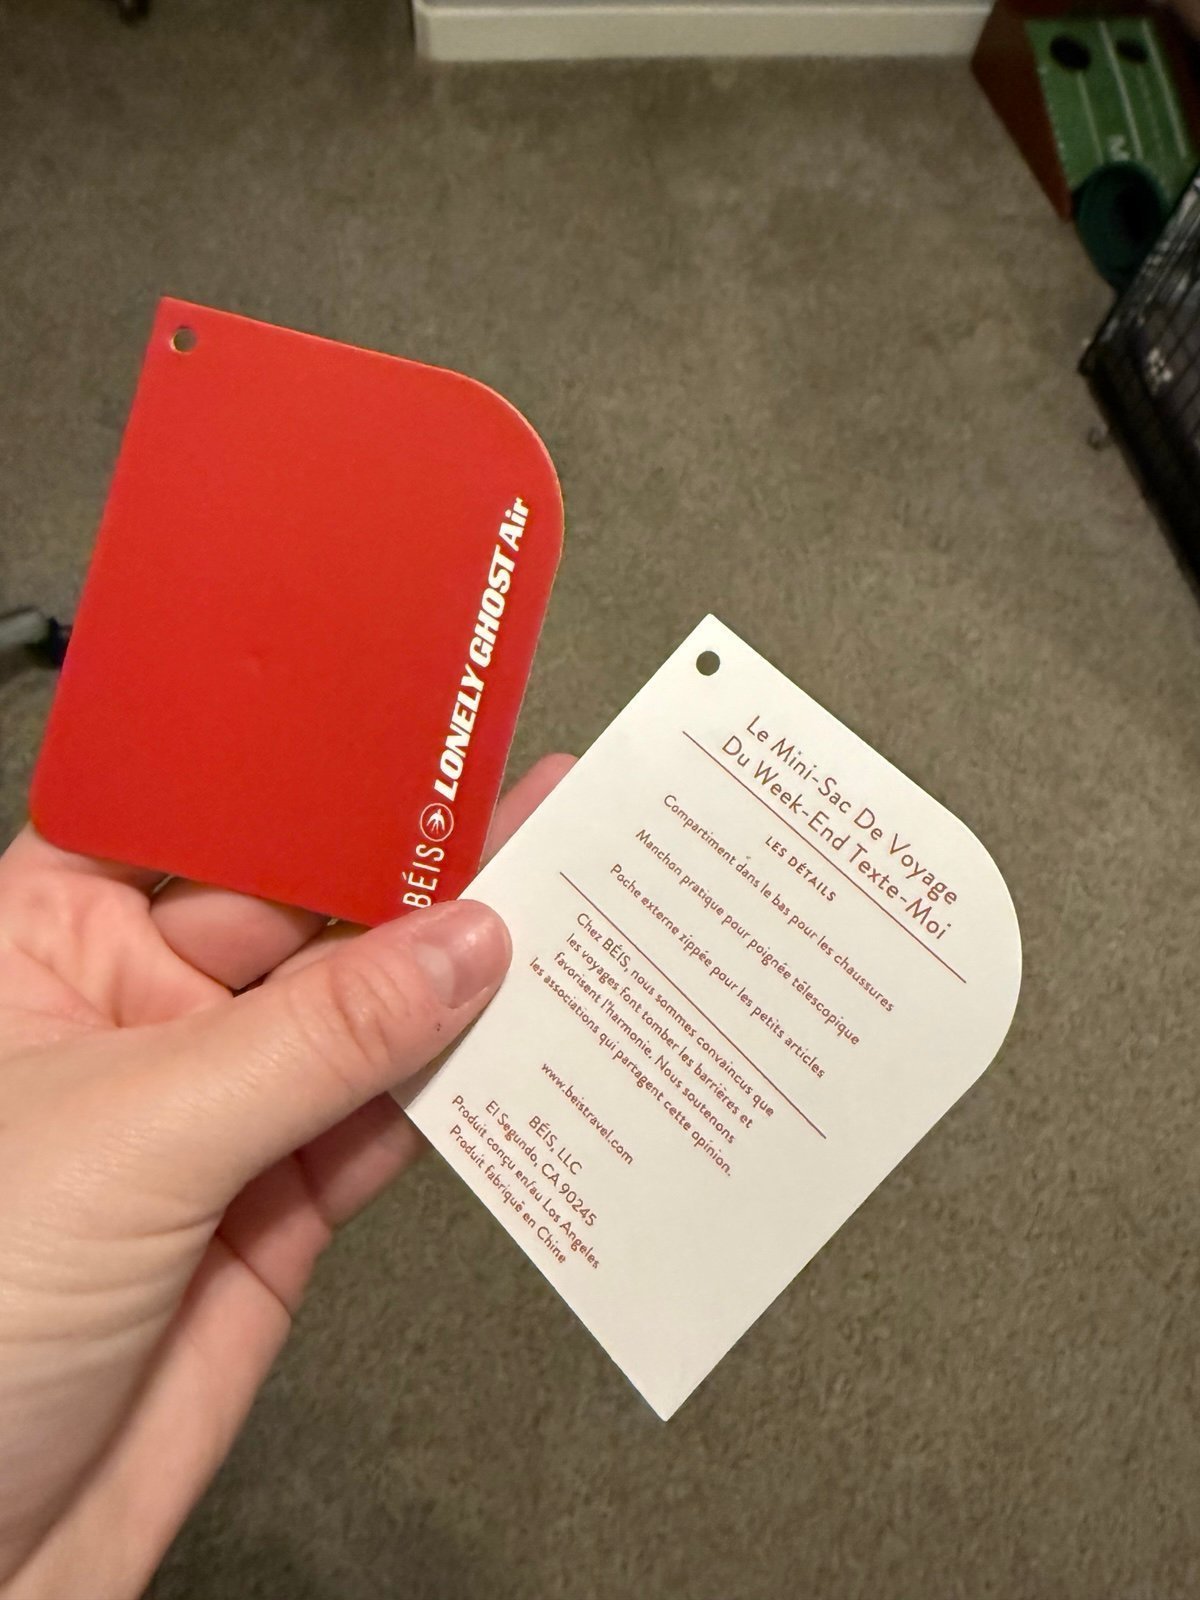 BÉIS LONELY GHOST Air
Le Mini-Sac De Voyage
Du Week-End Texte-Moi
LES DÉTAILS
Compartiment dans le bas pour les chaussures
Manchon pratique pour poignée télescopique
Poche externe zippée pour les petits articles
Chez BÉIS, nous sommes convaincus que
les voyages font tomber les barrières et
favorisent l'harmonie. Nous soutenons
les associations qui partagent cette opinion.
www.beistravel.com
BÉIS, LLC
El Segundo, CA 90245
Produit conçu en/au Los Angeles
Produit fabriqué en Chine